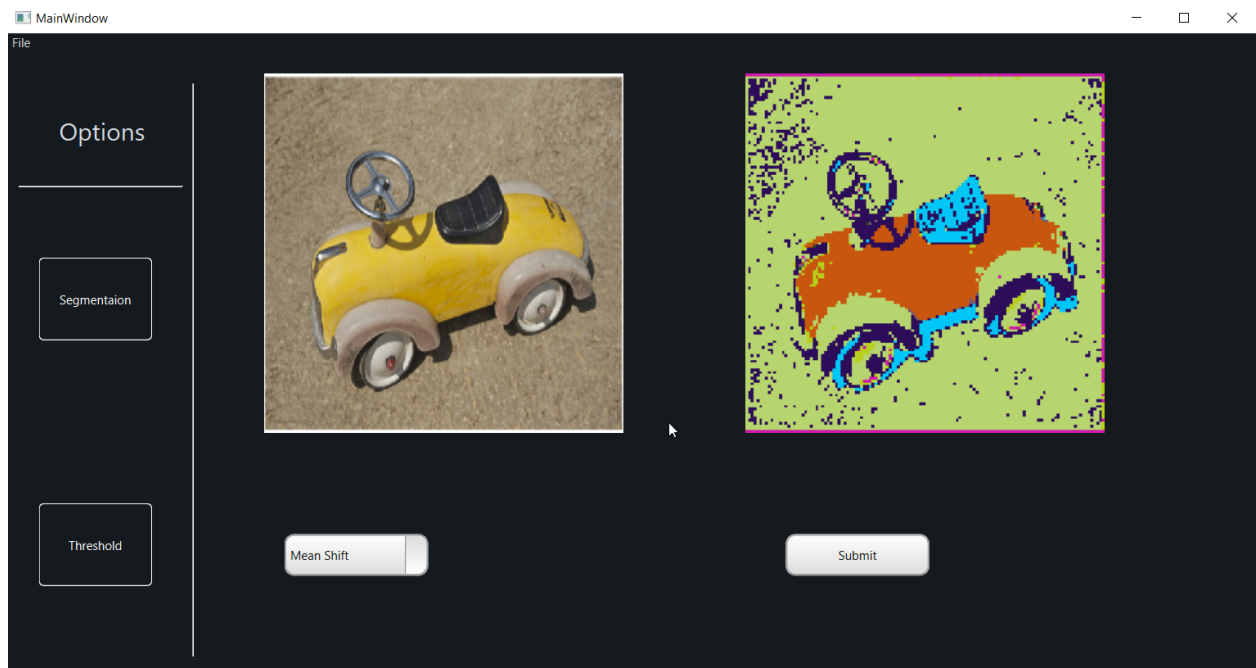 MainWindow
File
Options
Segmentaion
Threshold
Mean Shift
Submit